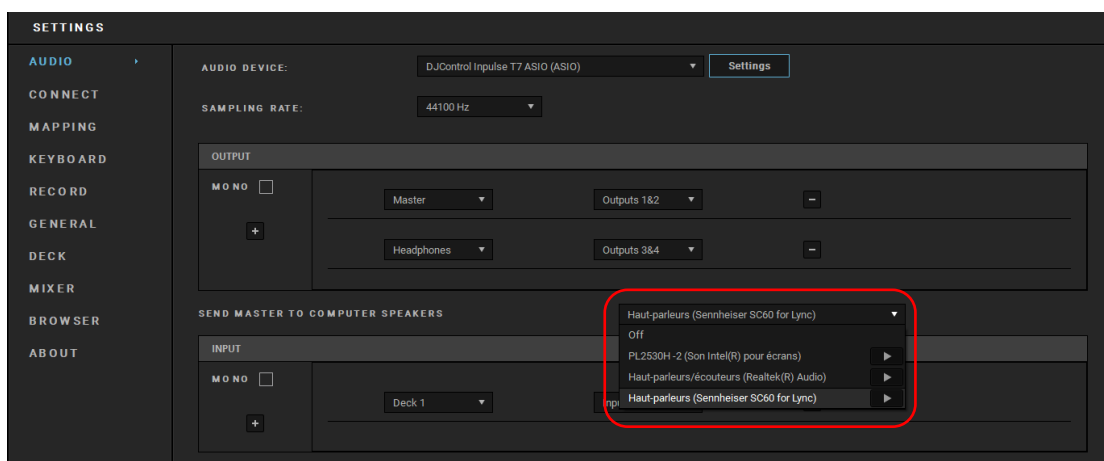 SETTINGS
AUDIO
CONNECT
MAPPING
KEYBOARD
RECORD
GENERAL
DECK
MIXER
BROWSER
ABOUT
AUDIO DEVICE: DJControl Inpulse T7 ASIO (ASIO) Settings
SAMPLING RATE: 44100 Hz
OUTPUT
MONO
Master Outputs 1&2
Headphones Outputs 3&4
SEND MASTER TO COMPUTER SPEAKERS Haut-parleurs (Sennheiser SC60 for Lync)
Off
PL2530H -2 (Son Intel(R) pour écrans)
Haut-parleurs/écouteurs (Realtek(R) Audio)
Haut-parleurs (Sennheiser SC60 for Lync)
INPUT
MONO
Deck 1